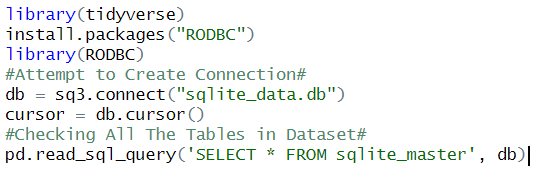 library(tidyverse)
install.packages("RODBC")
library(RODBC)
#Attempt to Create Connection#
db = sq3.connect("sqlite_data.db")
cursor = db.cursor()
#Checking All The Tables in Dataset#
pd.read_sql_query('SELECT * FROM sqlite_master', db)